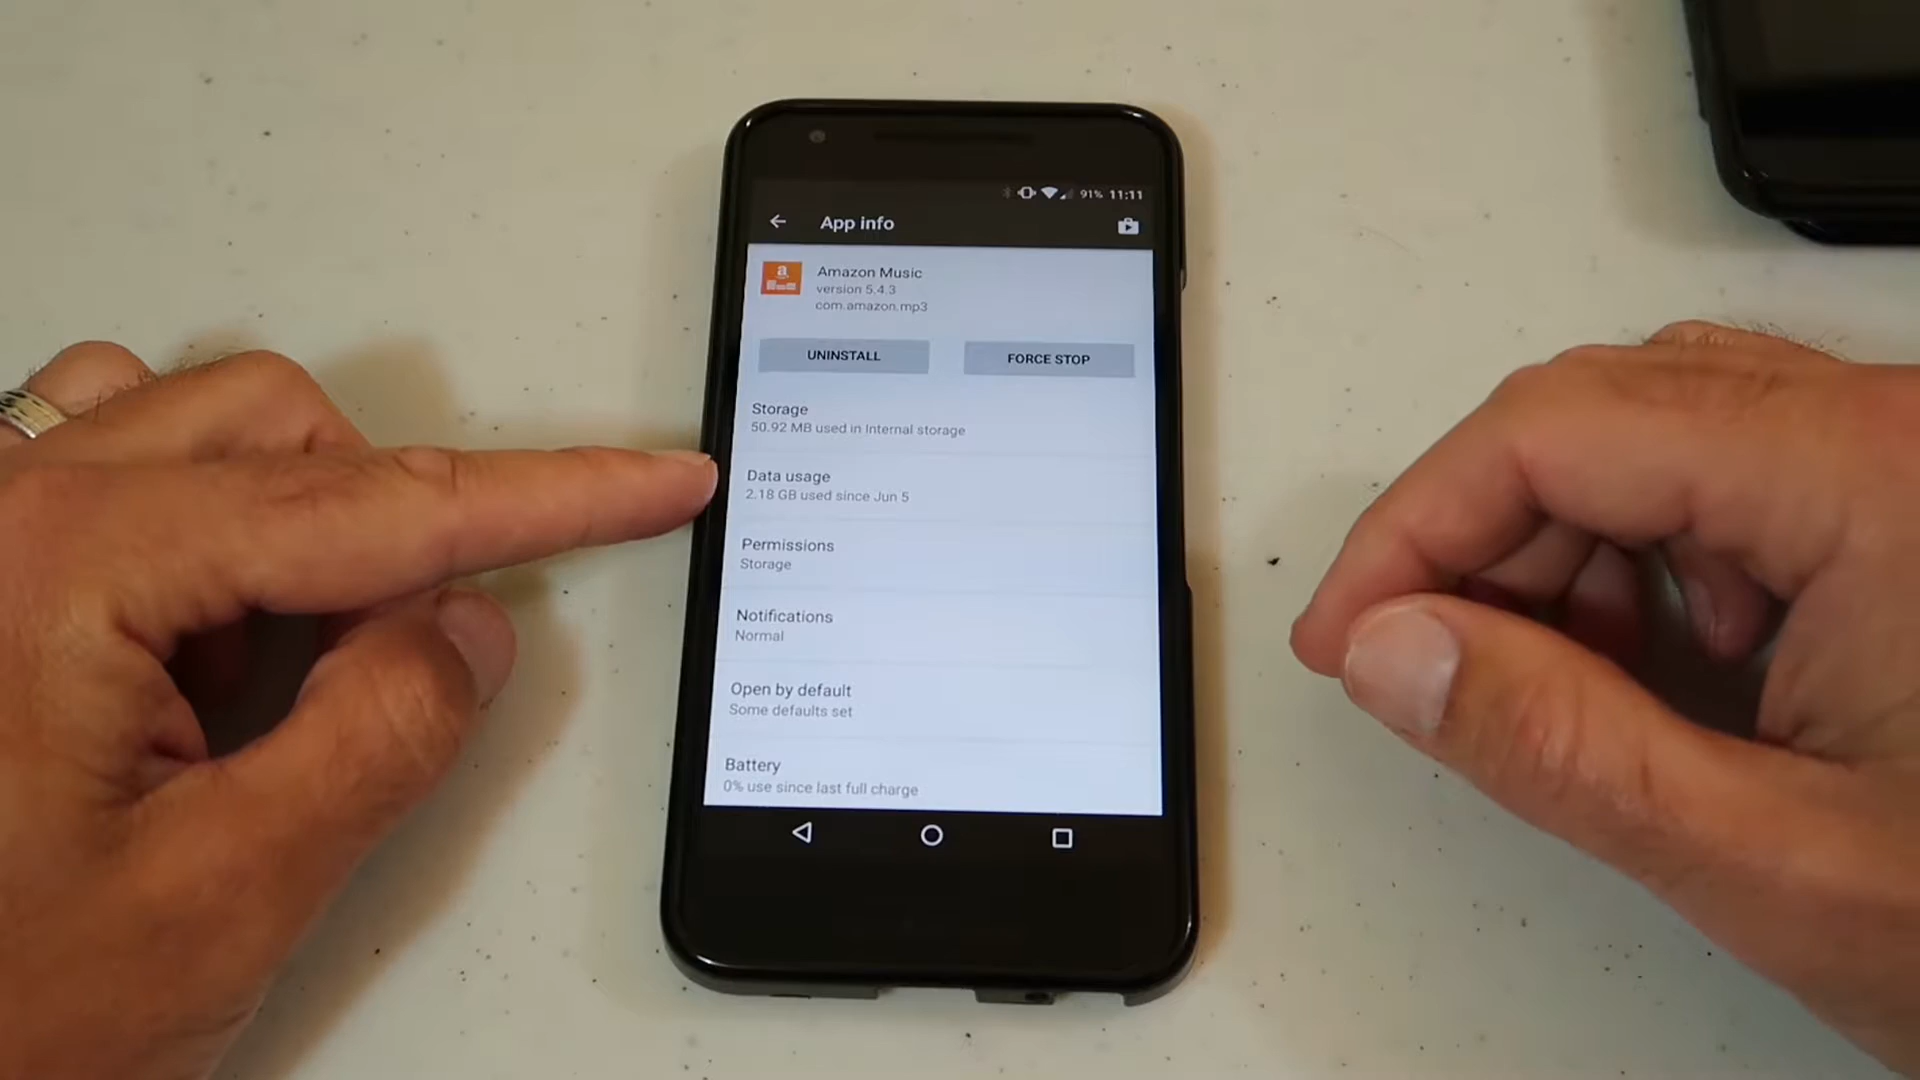 91% 11:11
App info
Amazon Music
version 5.4.3
com.amazon.mp3
UNINSTALL
FORCE STOP
Storage
50.92 MB used in Internal storage
Data usage
2.18 GB used since Jun 5
Permissions
Storage
Notifications
Normal
Open by default
Some defaults set
Battery
0% use since last full charge